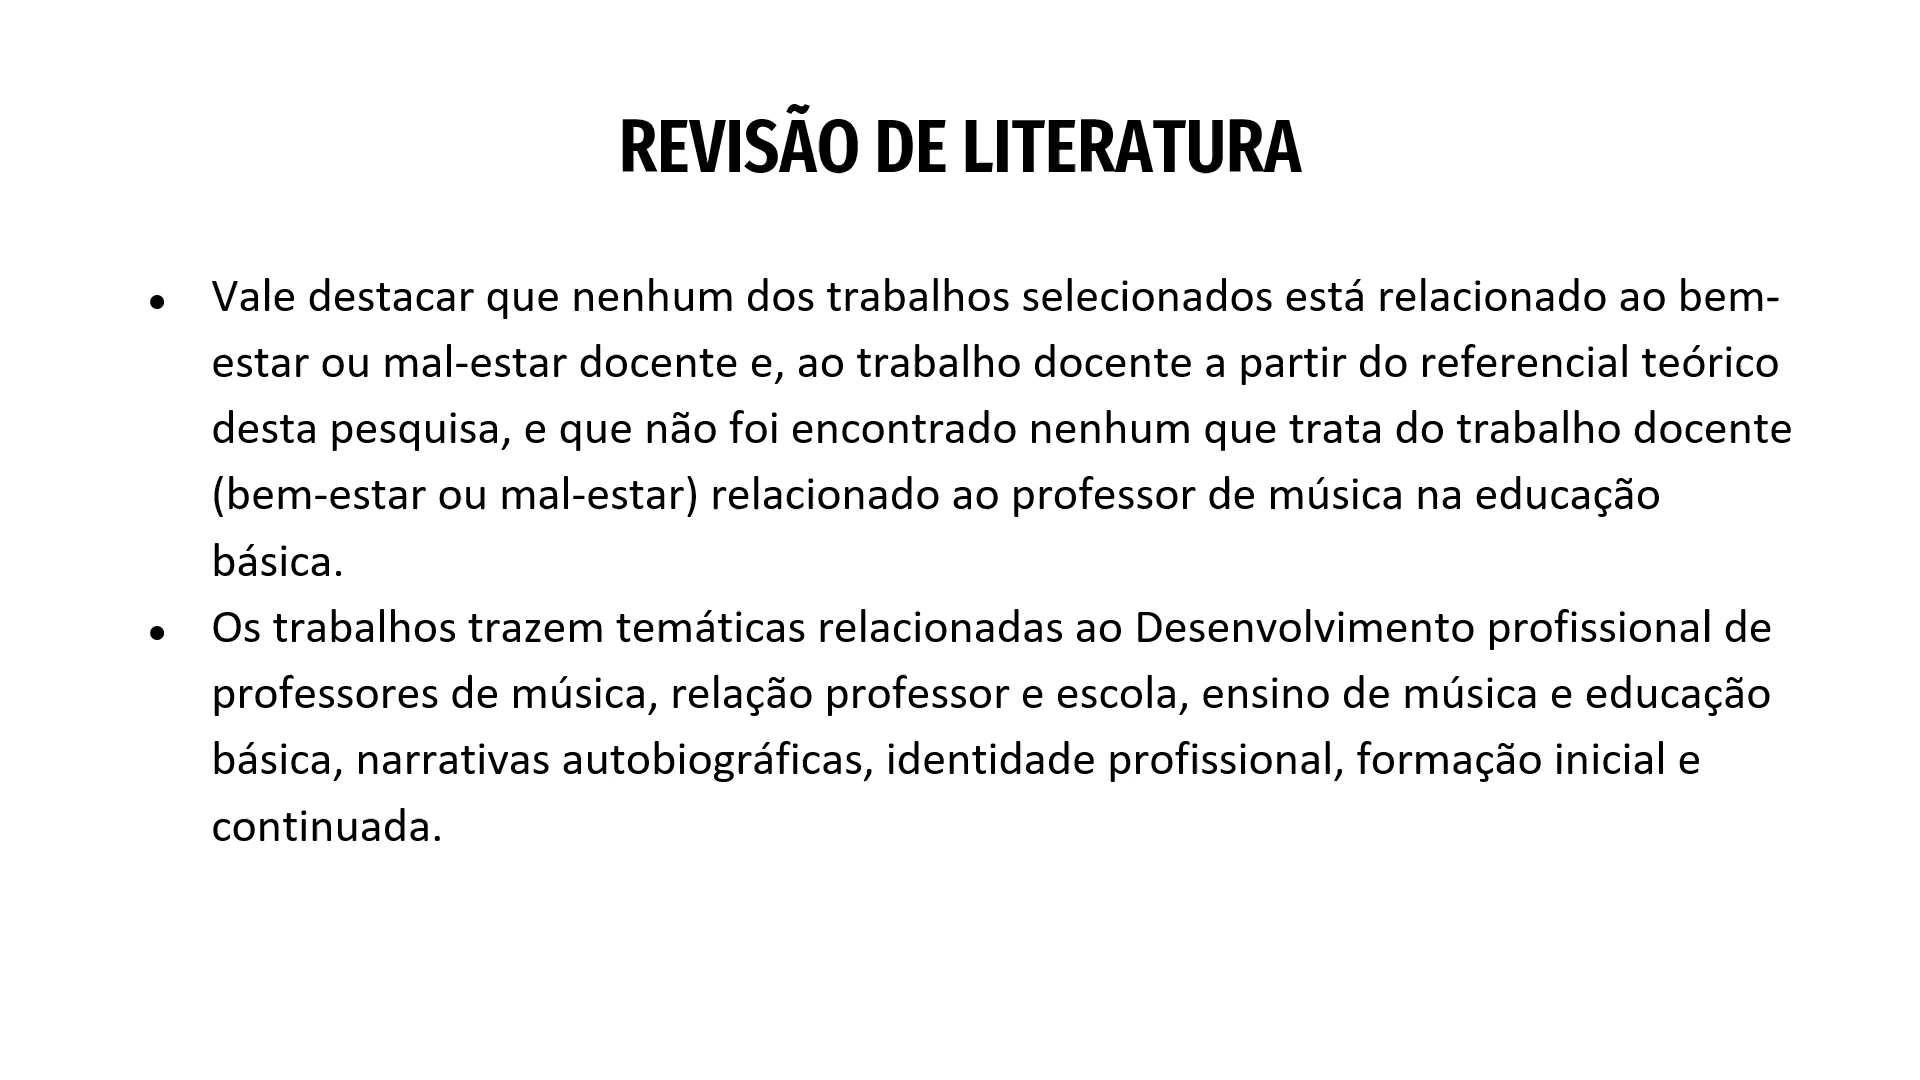 REVISÃO DE LITERATURA
• Vale destacar que nenhum dos trabalhos selecionados está relacionado ao bem-
estar ou mal-estar docente e, ao trabalho docente a partir do referencial teórico
desta pesquisa, e que não foi encontrado nenhum que trata do trabalho docente
(bem-estar ou mal-estar) relacionado ao professor de música na educação
básica.
• Os trabalhos trazem temáticas relacionadas ao Desenvolvimento profissional de
professores de música, relação professor e escola, ensino de música e educação
básica, narrativas autobiográficas, identidade profissional, formação inicial e
continuada.